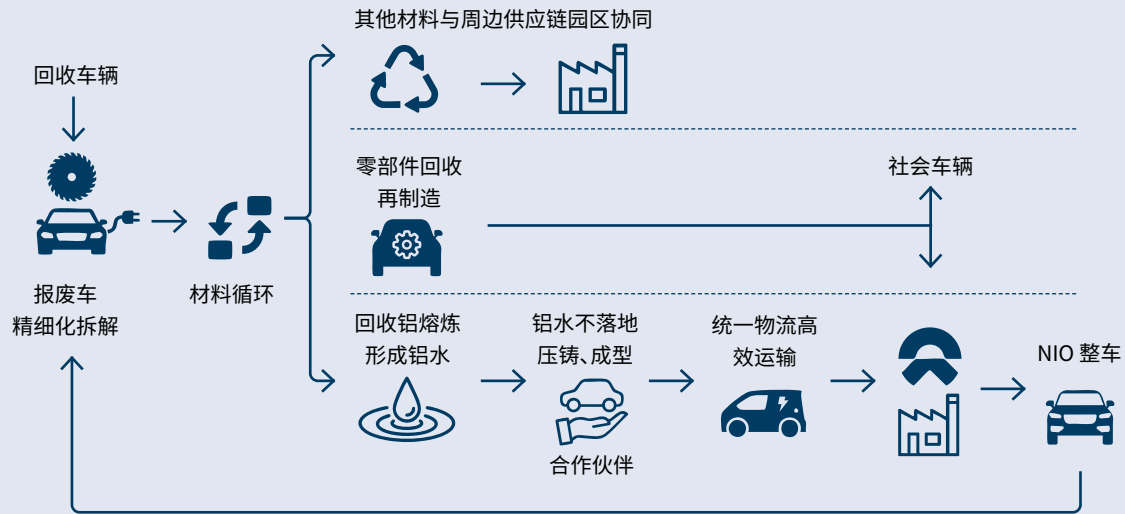 其他材料与周边供应链园区协同
回收车辆
零部件回收
再制造
社会车辆
报废车
精细化拆解
材料循环
回收铝熔炼
形成铝水
铝水不落地
压铸、成型
合作伙伴
统一物流高
效运输
NIO 整车